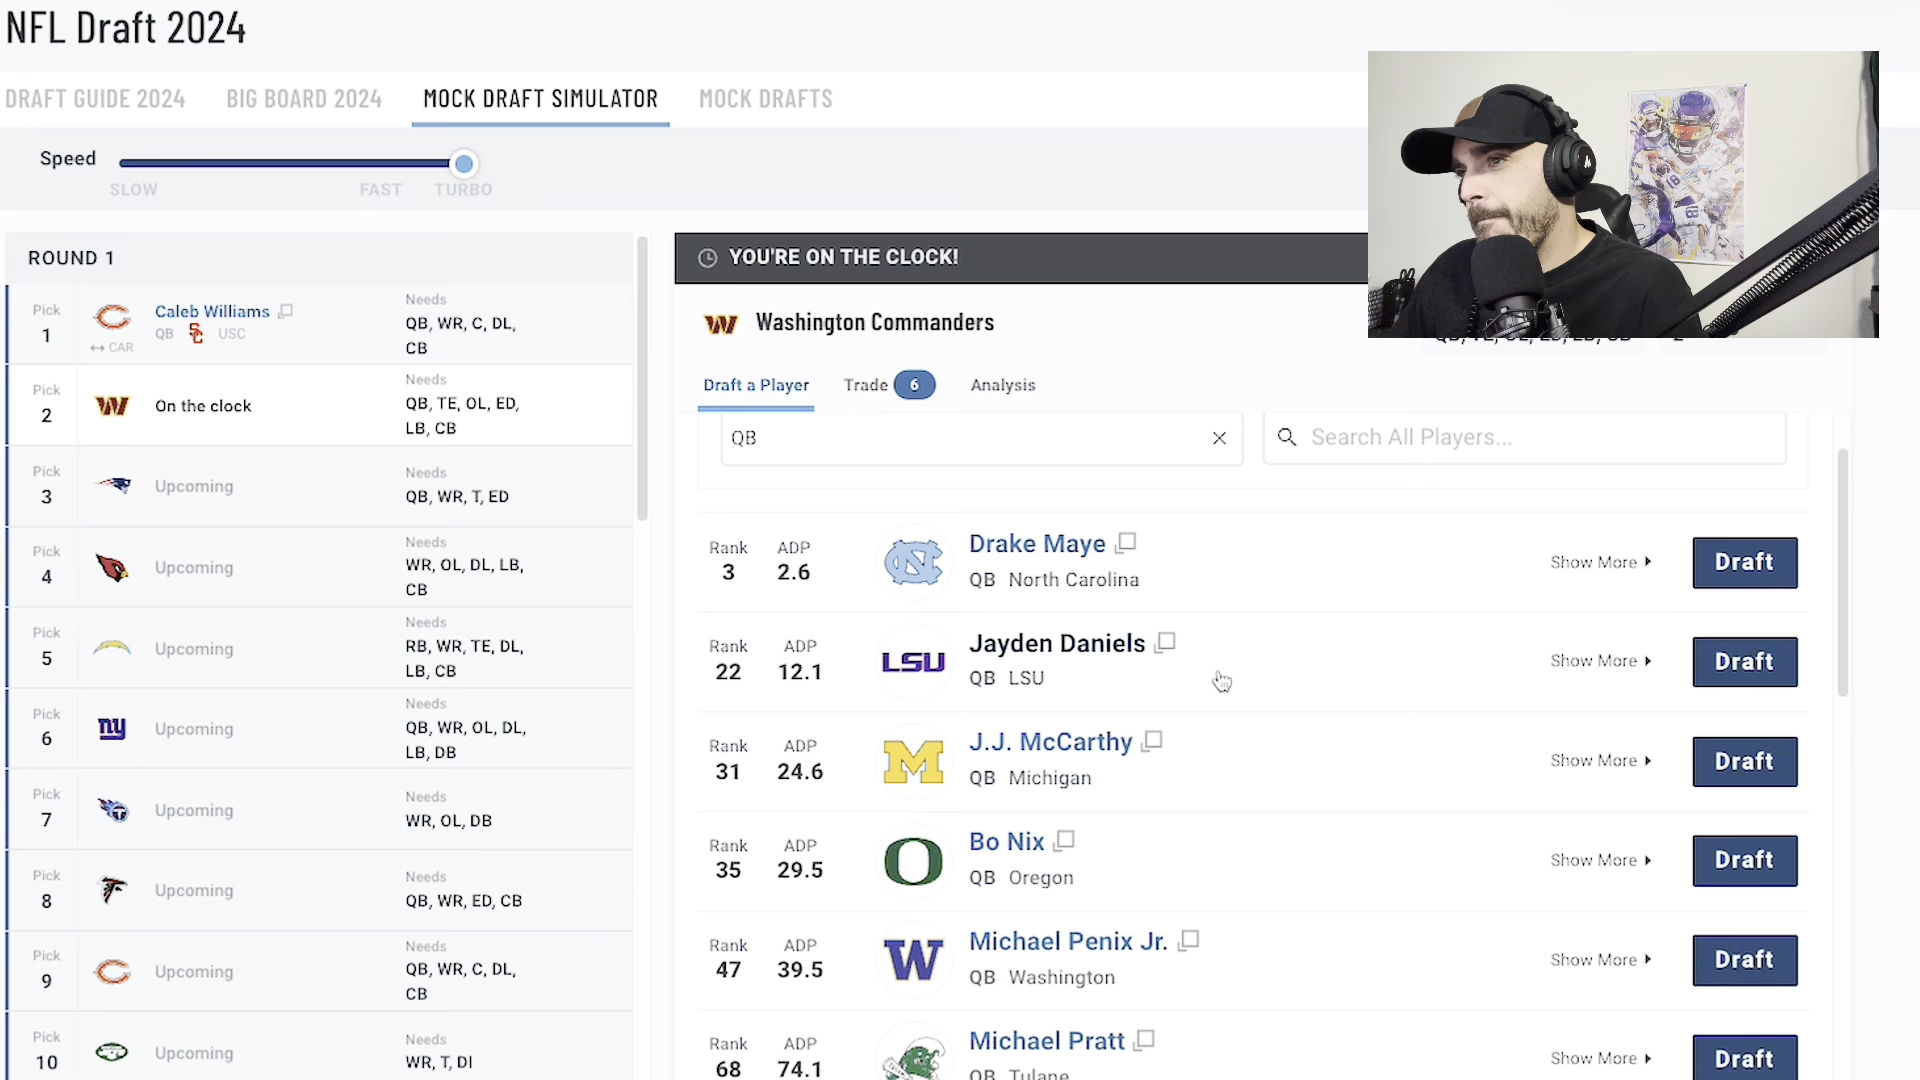 NFL Draft 2024
DRAFT GUIDE 2024
BIG BOARD 2024
MOCK DRAFT SIMULATOR
MOCK DRAFTS
Speed
SLOW
FAST
TURBO
ROUND 1
Pick
1
CAR
Caleb Williams
QB
USC
Needs
QB, WR, C, DL,
CB
Pick
2
On the clock
Needs
QB, TE, OL, ED,
LB, CB
Pick
3
Upcoming
Needs
QB, WR, T, ED
Pick
4
Upcoming
Needs
WR, OL, DL, LB,
CB
Pick
5
Upcoming
Needs
RB, WR, TE, DL,
LB, CB
Pick
6
ny
Upcoming
Needs
QB, WR, OL, DL,
LB, DB
Pick
7
Upcoming
Needs
WR, OL, DB
Pick
8
Upcoming
Needs
QB, WR, ED, CB
Pick
9
Upcoming
Needs
QB, WR, C, DL,
CB
Pick
10
Upcoming
Needs
WR, T, DI
YOU'RE ON THE CLOCK!
Washington Commanders
Draft a Player
Trade 6
Analysis
QB
Search All Players...
Rank
3
ADP
2.6
Drake Maye
QB North Carolina
Show More
Draft
Rank
22
ADP
12.1
LSU
Jayden Daniels
QB LSU
Show More
Draft
Rank
31
ADP
24.6
J.J. McCarthy
QB Michigan
Show More
Draft
Rank
35
ADP
29.5
Bo Nix
QB Oregon
Show More
Draft
Rank
47
ADP
39.5
Michael Penix Jr.
QB Washington
Show More
Draft
Rank
68
ADP
74.1
Michael Pratt
QB Tulane
Show More
Draft